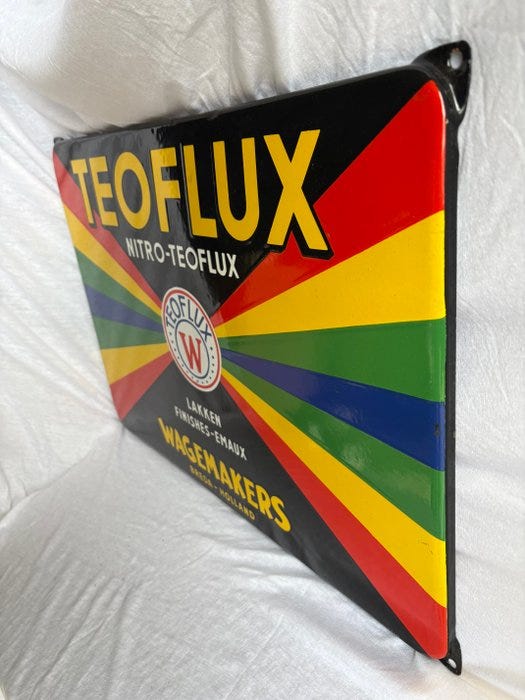 TEOFLUX
NITRO-TEOFLUX
TEOFLUX
W
LAKKEN
FINISHES-EMAUX
WAGEMAKERS
BREDA - HOLLAND